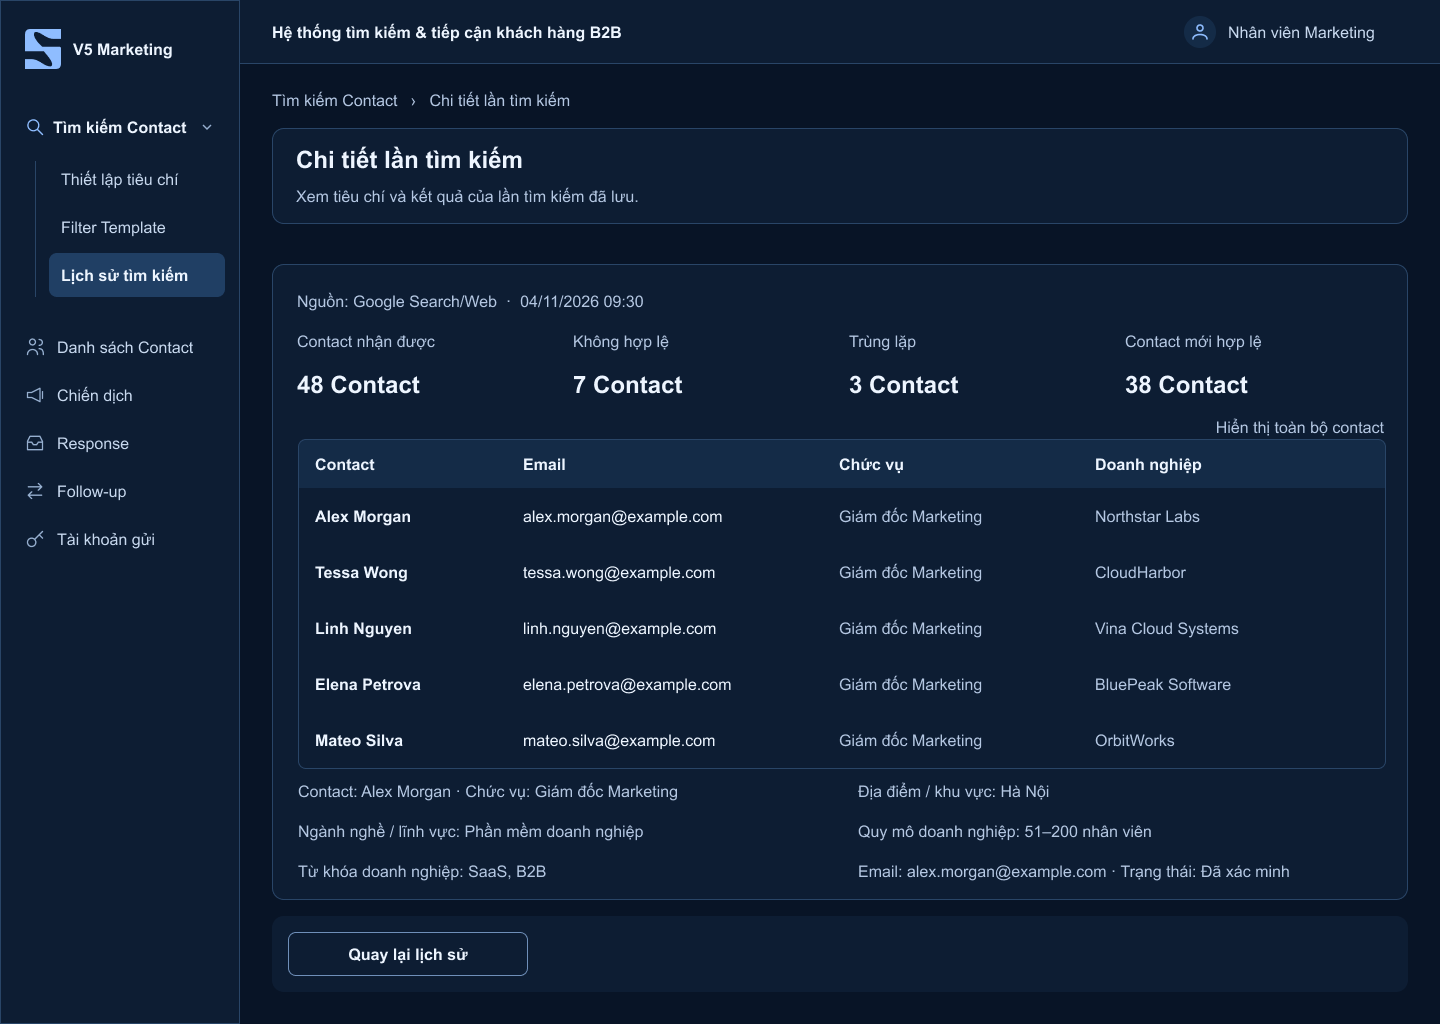 V5 Marketing
Tìm kiếm Contact
Thiết lập tiêu chí
Filter Template
Lịch sử tìm kiếm
Danh sách Contact
Chiến dịch
Response
Follow-up
Tài khoản gửi
Hệ thống tìm kiếm & tiếp cận khách hàng B2B
Nhân viên Marketing
Tìm kiếm Contact › Chi tiết lần tìm kiếm
Chi tiết lần tìm kiếm
Xem tiêu chí và kết quả của lần tìm kiếm đã lưu.
Nguồn: Google Search/Web · 04/11/2026 09:30
Contact nhận được Không hợp lệ Trùng lặp Contact mới hợp lệ
48 Contact 7 Contact 3 Contact 38 Contact
Hiển thị toàn bộ contact
Contact Email Chức vụ Doanh nghiệp
Alex Morgan alex.morgan@example.com Giám đốc Marketing Northstar Labs
Tessa Wong tessa.wong@example.com Giám đốc Marketing CloudHarbor
Linh Nguyen linh.nguyen@example.com Giám đốc Marketing Vina Cloud Systems
Elena Petrova elena.petrova@example.com Giám đốc Marketing BluePeak Software
Mateo Silva mateo.silva@example.com Giám đốc Marketing OrbitWorks
Contact: Alex Morgan · Chức vụ: Giám đốc Marketing Địa điểm / khu vực: Hà Nội
Ngành nghề / lĩnh vực: Phần mềm doanh nghiệp Quy mô doanh nghiệp: 51–200 nhân viên
Từ khóa doanh nghiệp: SaaS, B2B Email: alex.morgan@example.com · Trạng thái: Đã xác minh
Quay lại lịch sử